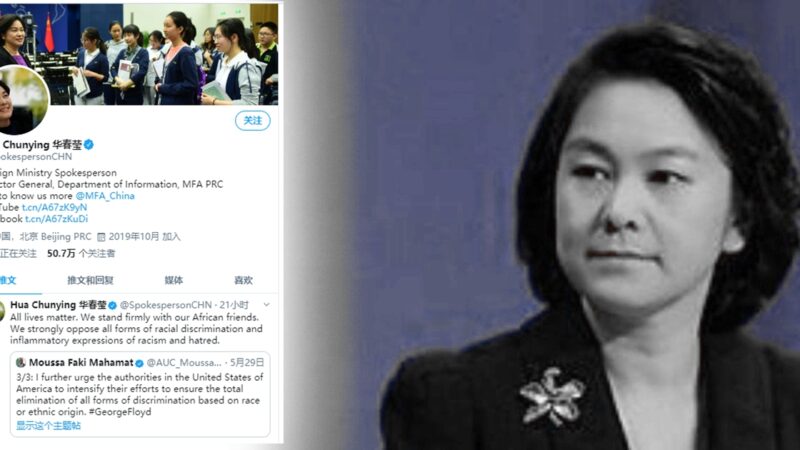 关注
Chunying 华春莹
SpokespersonCHN
ign Ministry Spokesperson
ctor General, Department of Information, MFA PRC
to know us more @MFA_China
Tube t.cn/A67zK9yN
book t.cn/A67zKuDi
中国，北京 Beijing PRC 2019年10月 加入
正在关注 50.7万 个关注者
推文 推文和回复 媒体 喜欢
Hua Chunying 华春莹 @SpokespersonCHN · 21小时
All lives matter. We stand firmly with our African friends.
We strongly oppose all forms of racial discrimination and
inflammatory expressions of racism and hatred.
Moussa Faki Mahamat @AUC_Moussa... · 5月29日
3/3: I further urge the authorities in the United States of
America to intensify their efforts to ensure the total
elimination of all forms of discrimination based on race
or ethnic origin. #GeorgeFloyd
显示这个主题帖